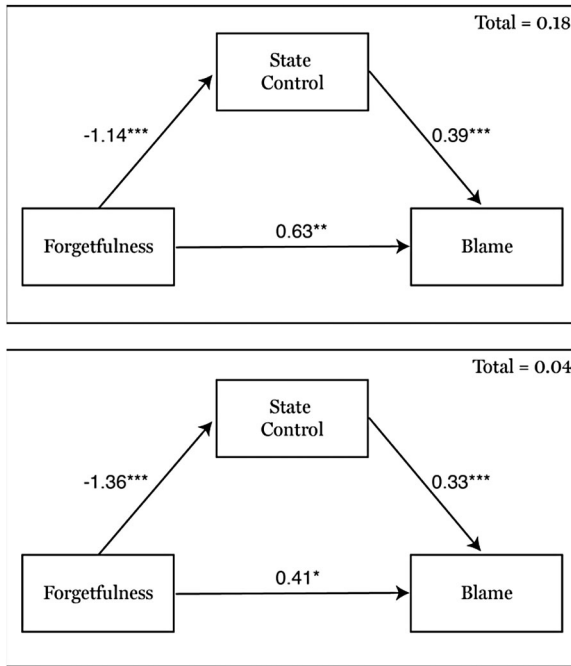 Total = 0.18
State
Control
-1.14***
0.39***
Forgetfulness
0.63**
Blame
Total = 0.04
State
Control
-1.36***
0.33***
Forgetfulness
0.41*
Blame